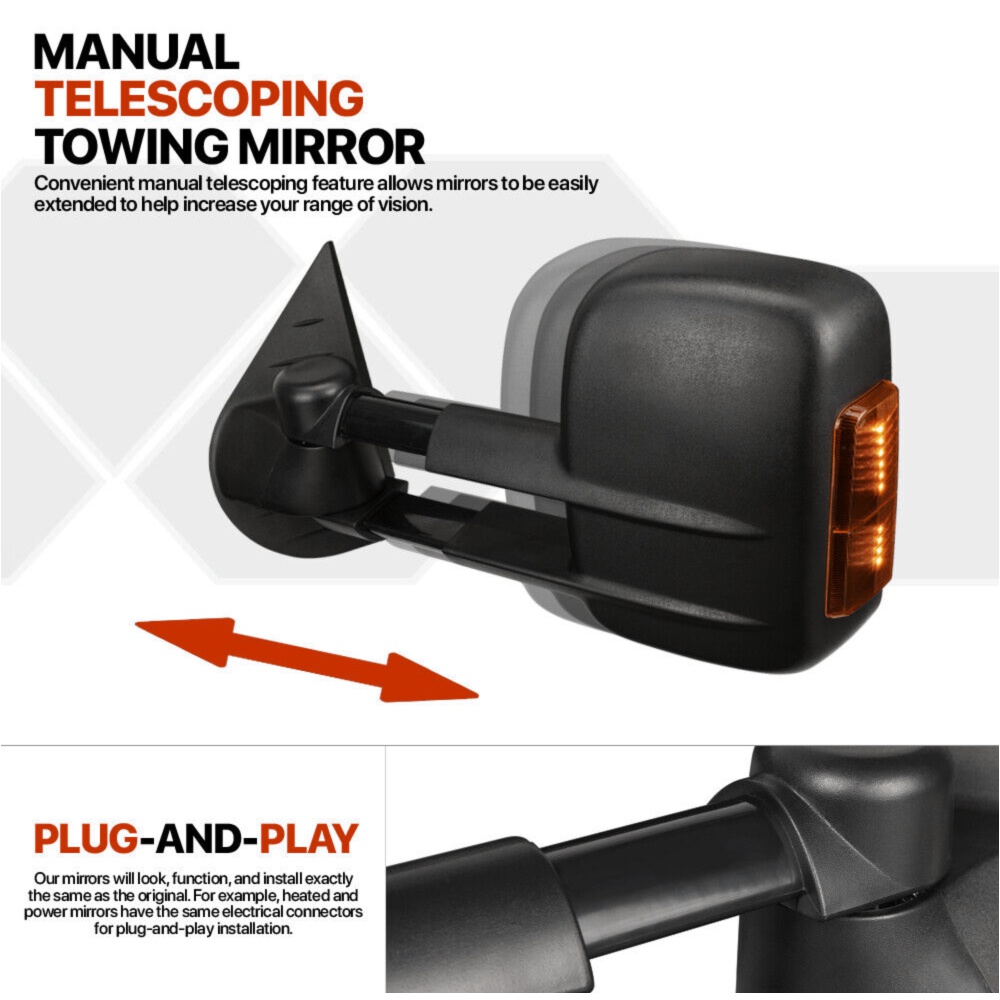 MANUAL
TELESCOPING
TOWING MIRROR
Convenient manual telescoping feature allows mirrors to be easily
extended to help increase your range of vision.
PLUG-AND-PLAY
Our mirrors will look, function, and install exactly
the same as the original. For example, heated and
power mirrors have the same electrical connectors
for plug-and-play installation.